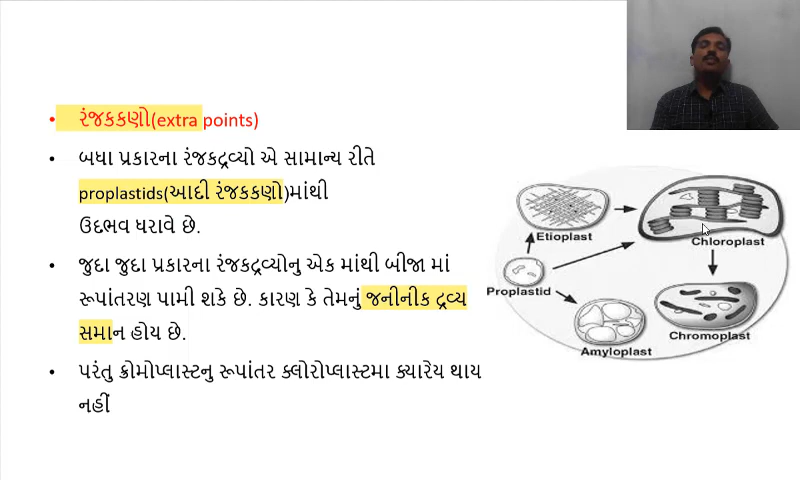 રંજકકણો(extra points)
બધા પ્રકારના રંજકદ્રવ્યો એ સામાન્ય રીતે
proplastids(આદી રંજકકણો)માંથી
ઉદભવ ધરાવે છે.
જુદા જુદા પ્રકારના રંજકદ્રવ્યોનુ એક માંથી બીજા માં
રૂપાંતરણ પામી શકે છે. કારણ કે તેમનું જનીનીક દ્રવ્ય
સમાન હોય છે.
પરંતુ ક્રોમોપ્લાસ્ટનુ રૂપાંતર ક્લોરોપ્લાસ્ટમા ક્યારેય થાય
નહીં
Etioplast
Chloroplast
Proplastid
Chromoplast
Amyloplast